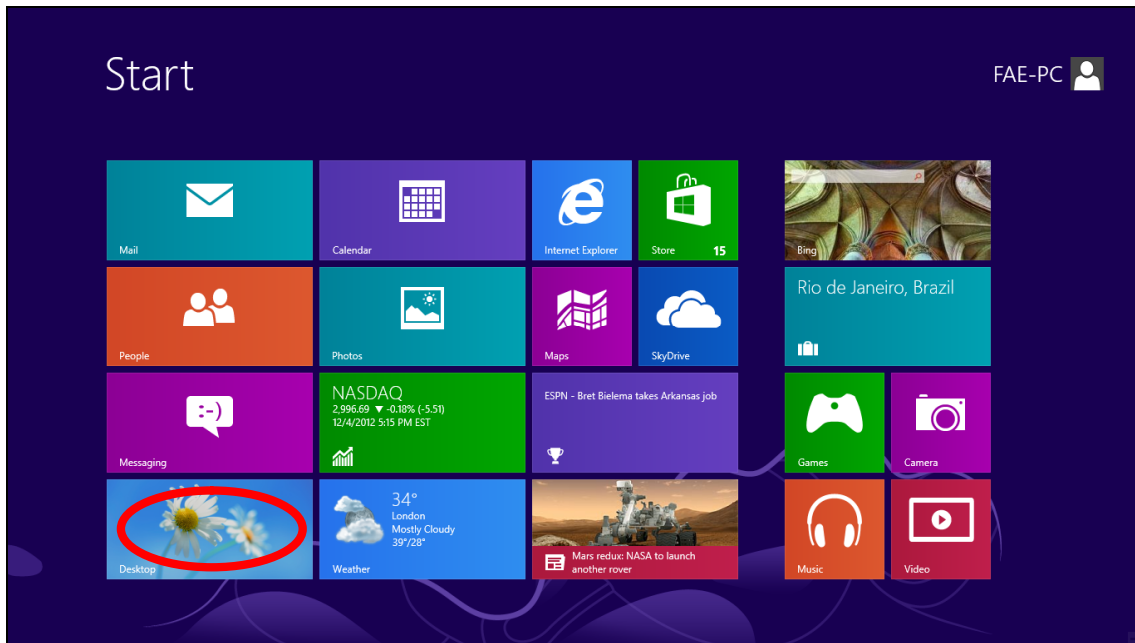 Start
FAE-PC
Mail
Calendar
Internet Explorer
Store
15
Bing
People
Photos
Maps
SkyDrive
Rio de Janeiro, Brazil
Messaging
NASDAQ
2,996.69 ▼ -0.18% (-5.51)
12/4/2012 5:15 PM EST
ESPN - Bret Bielema takes Arkansas job
Games
Camera
Desktop
34°
London
Mostly Cloudy
39°/28°
Weather
Mars redux: NASA to launch
another rover
Music
Video